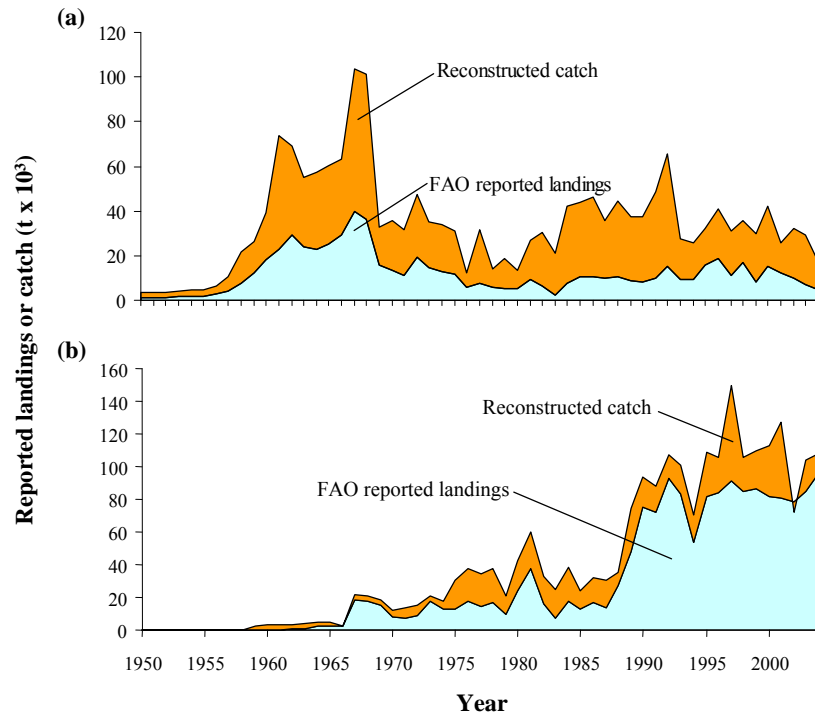 (a)
120
100
80
60
40
20
0
Reconstructed catch
FAO reported landings
Reported landings or catch (t x 10³)
(b)
160
140
120
100
80
60
40
20
0
Reconstructed catch
FAO reported landings
1950 1955 1960 1965 1970 1975 1980 1985 1990 1995 2000
Year